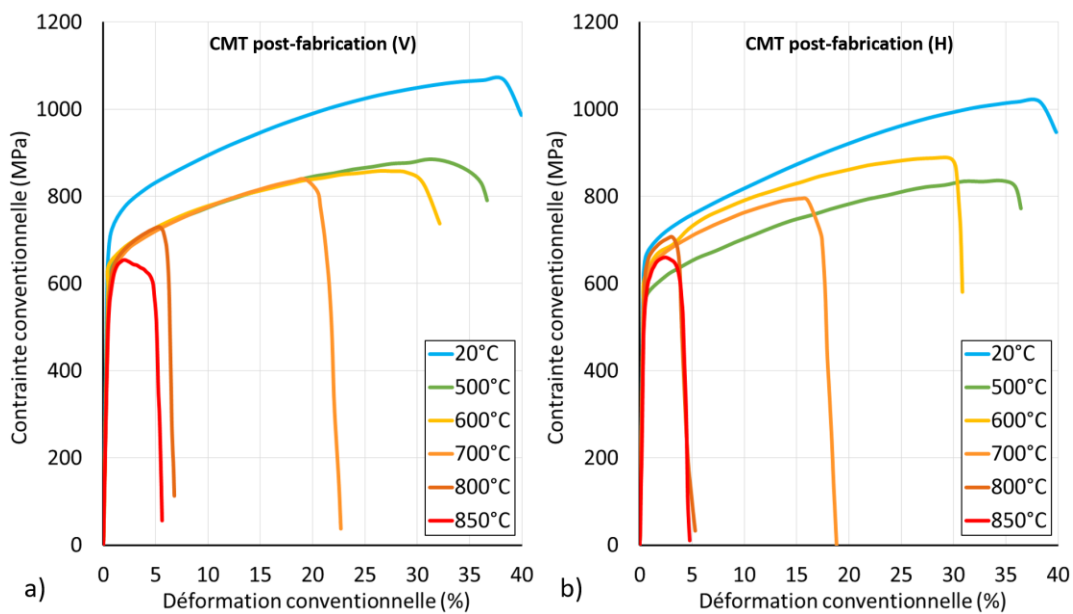 CMT post-fabrication (V)
Contrainte conventionnelle (MPa)
1200
1000
800
600
400
200
0
20°C
500°C
600°C
700°C
800°C
850°C
0 5 10 15 20 25 30 35 40
a) Déformation conventionnelle (%)
CMT post-fabrication (H)
Contrainte conventionnelle (MPa)
1200
1000
800
600
400
200
0
20°C
500°C
600°C
700°C
800°C
850°C
0 5 10 15 20 25 30 35 40
b) Déformation conventionnelle (%)